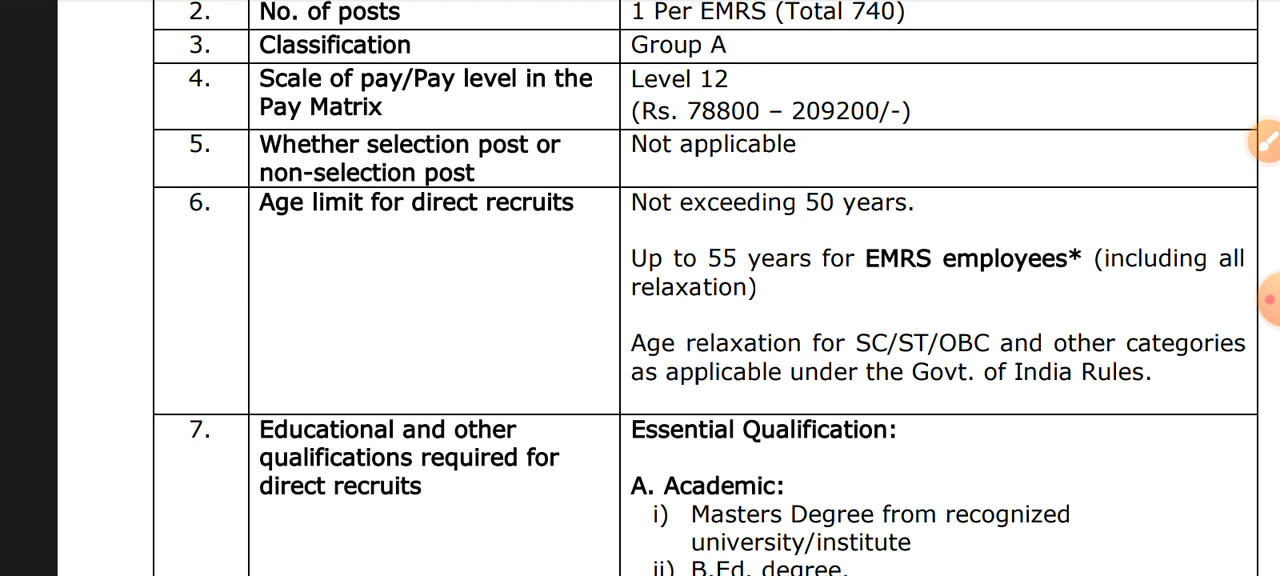 2. No. of posts 1 Per EMRS (Total 740)
3. Classification Group A
4. Scale of pay/Pay level in the Level 12
Pay Matrix (Rs. 78800 – 209200/-)
5. Whether selection post or Not applicable
non-selection post
6. Age limit for direct recruits Not exceeding 50 years.
Up to 55 years for EMRS employees* (including all
relaxation)
Age relaxation for SC/ST/OBC and other categories
as applicable under the Govt. of India Rules.
7. Educational and other Essential Qualification:
qualifications required for
direct recruits A. Academic:
i) Masters Degree from recognized
university/institute
ii) B.Ed. degree.